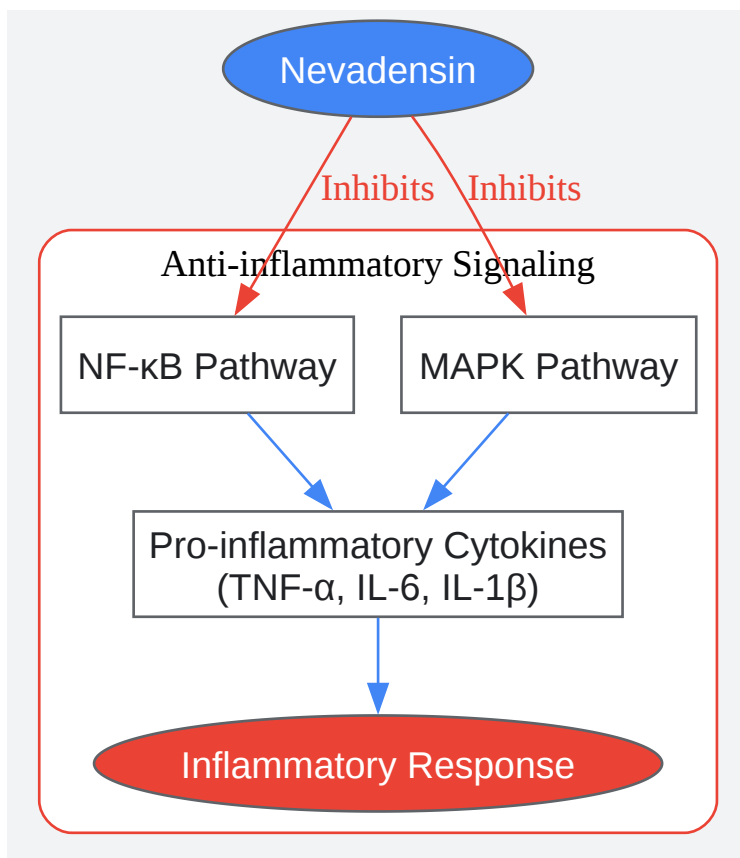 Nevadensin
Inhibits
Inhibits
Anti-inflammatory Signaling
NF-κB Pathway
MAPK Pathway
Pro-inflammatory Cytokines
(TNF-α, IL-6, IL-1β)
Inflammatory Response